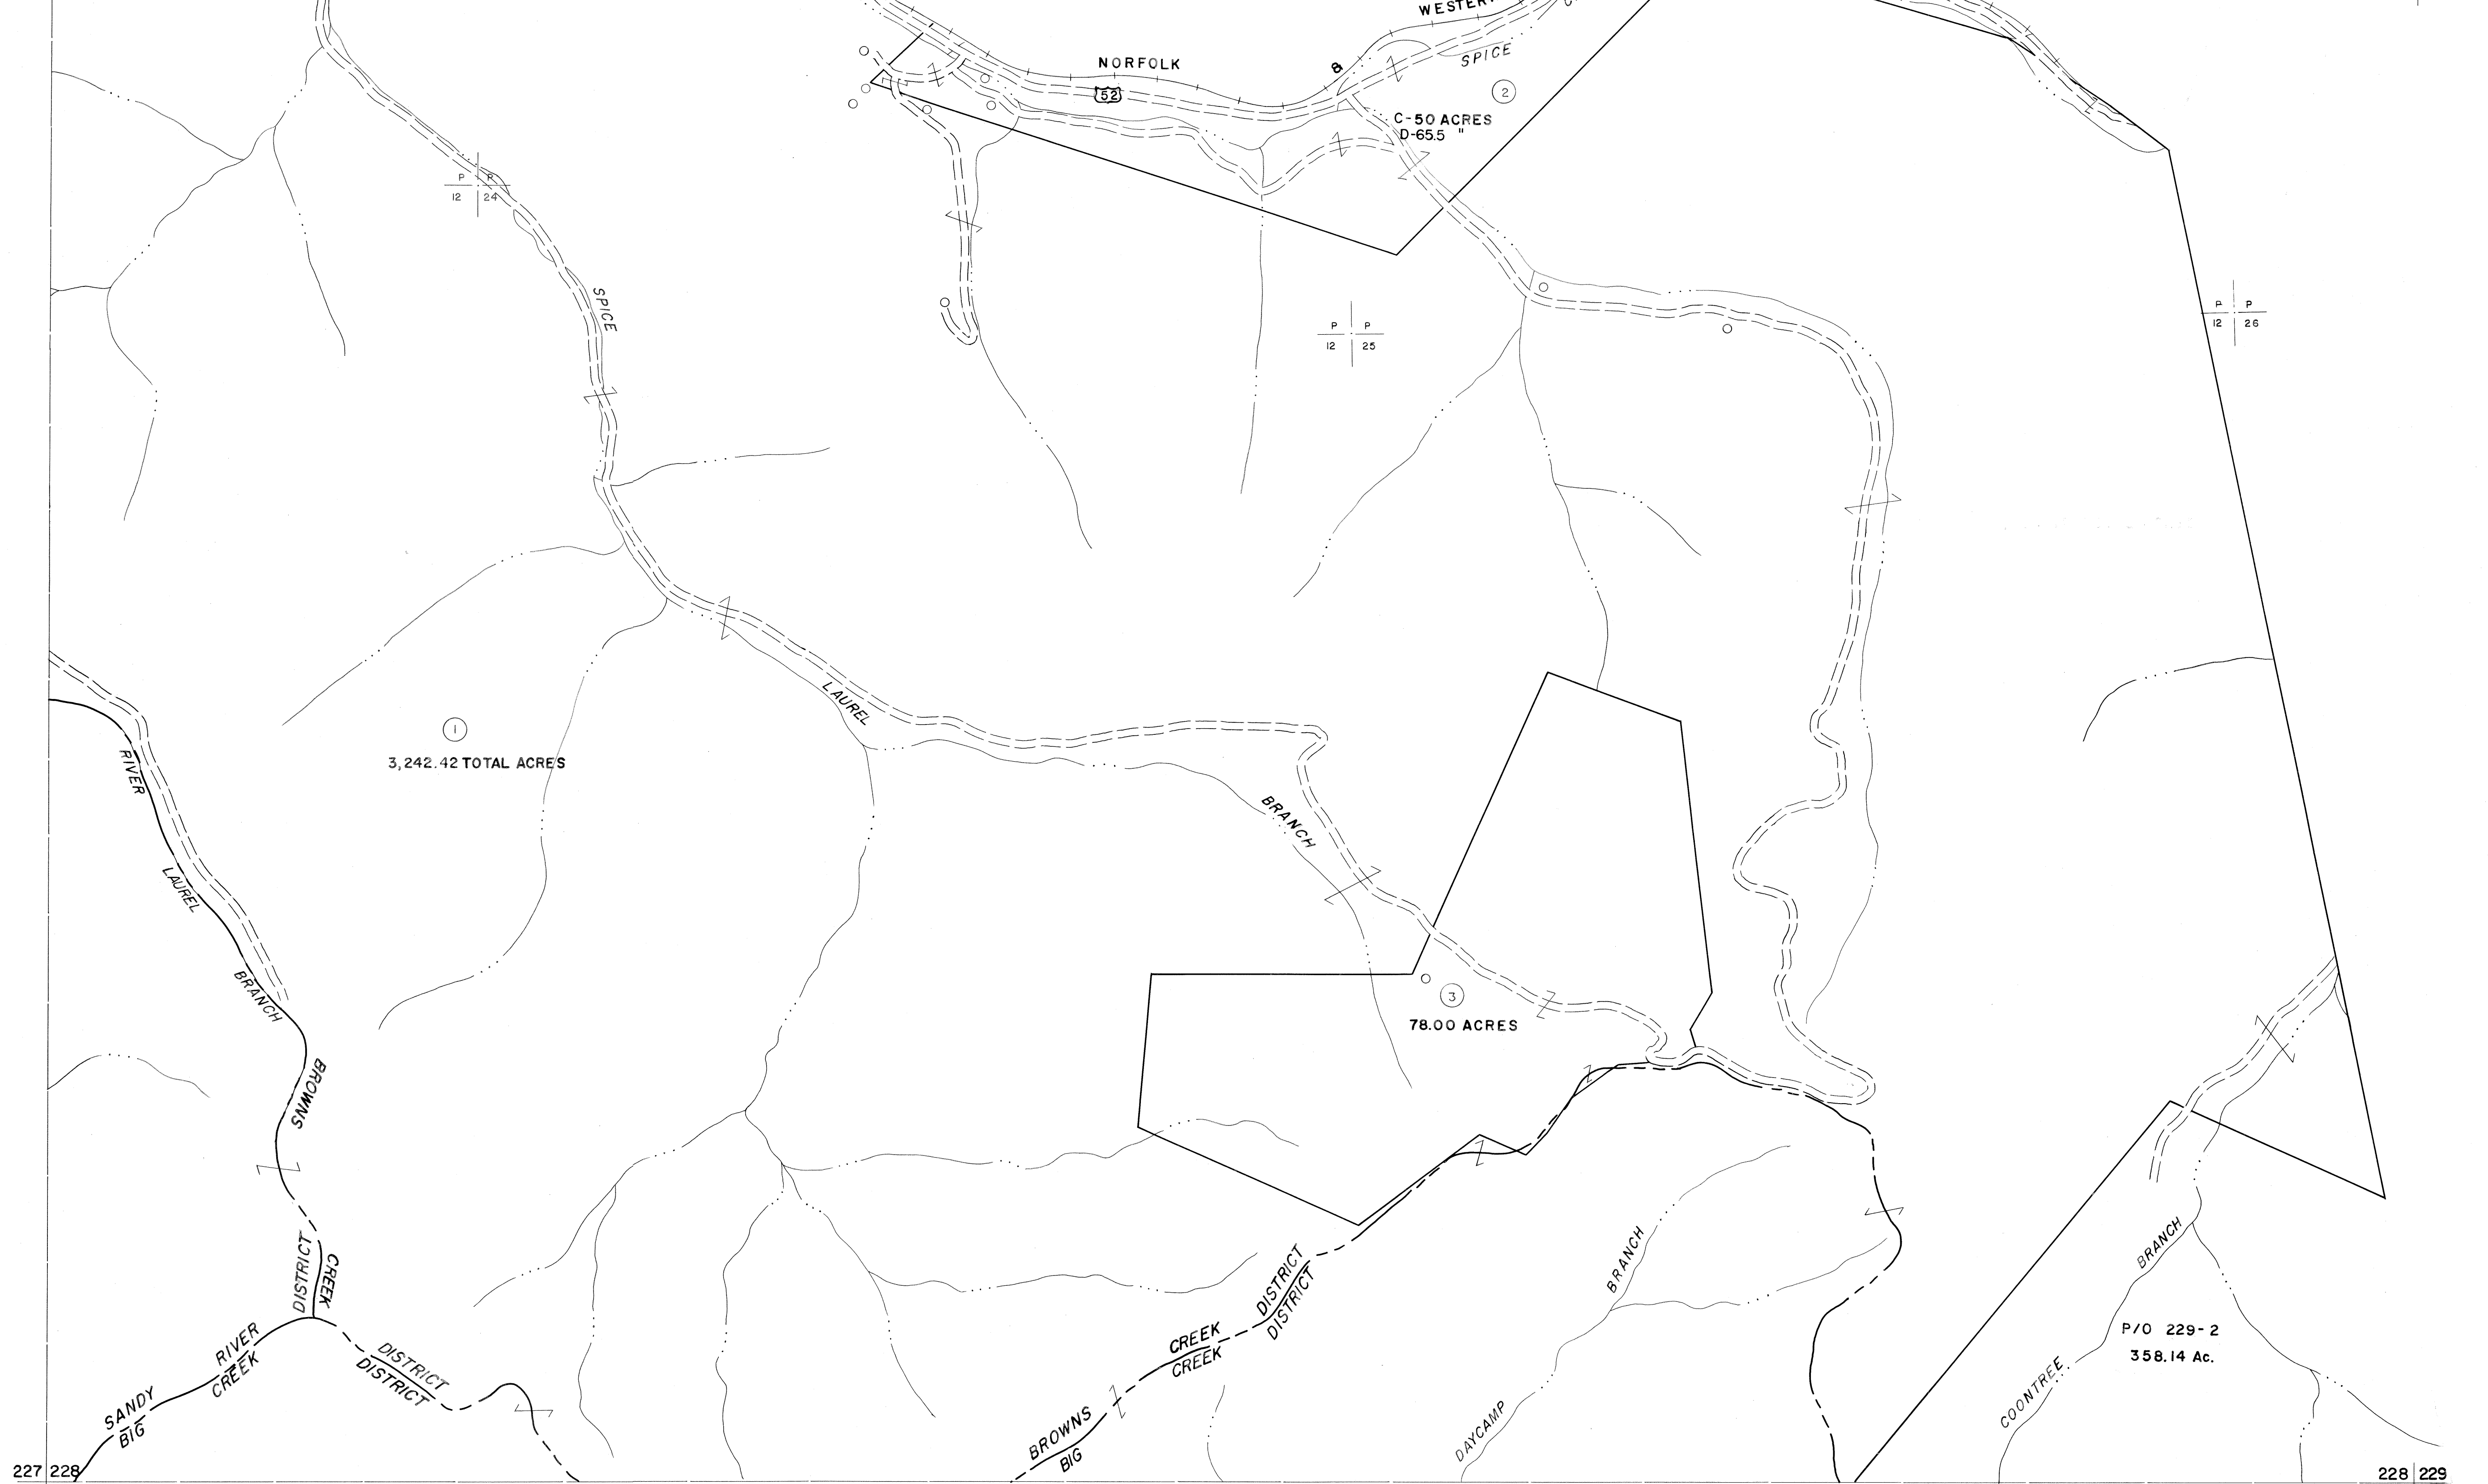 WESTER
NORFOLK
&
SPICE
52
2
C-50 ACRES
D-65.5 "
P P
12 24
SPICE
P P
12 25
P P
12 26
LAUREL
1
3,242.42 TOTAL ACRES
RIVER
LAUREL
BRANCH
BRANCH
3
78.00 ACRES
BROWNS
CREEK
DISTRICT
SANDY RIVER
BIG CREEK
DISTRICT
DISTRICT
BROWNS CREEK DISTRICT
BIG CREEK DISTRICT
DAYCAMP BRANCH
COONTREE BRANCH
P/O 229-2
358.14 Ac.
227 228
228 229